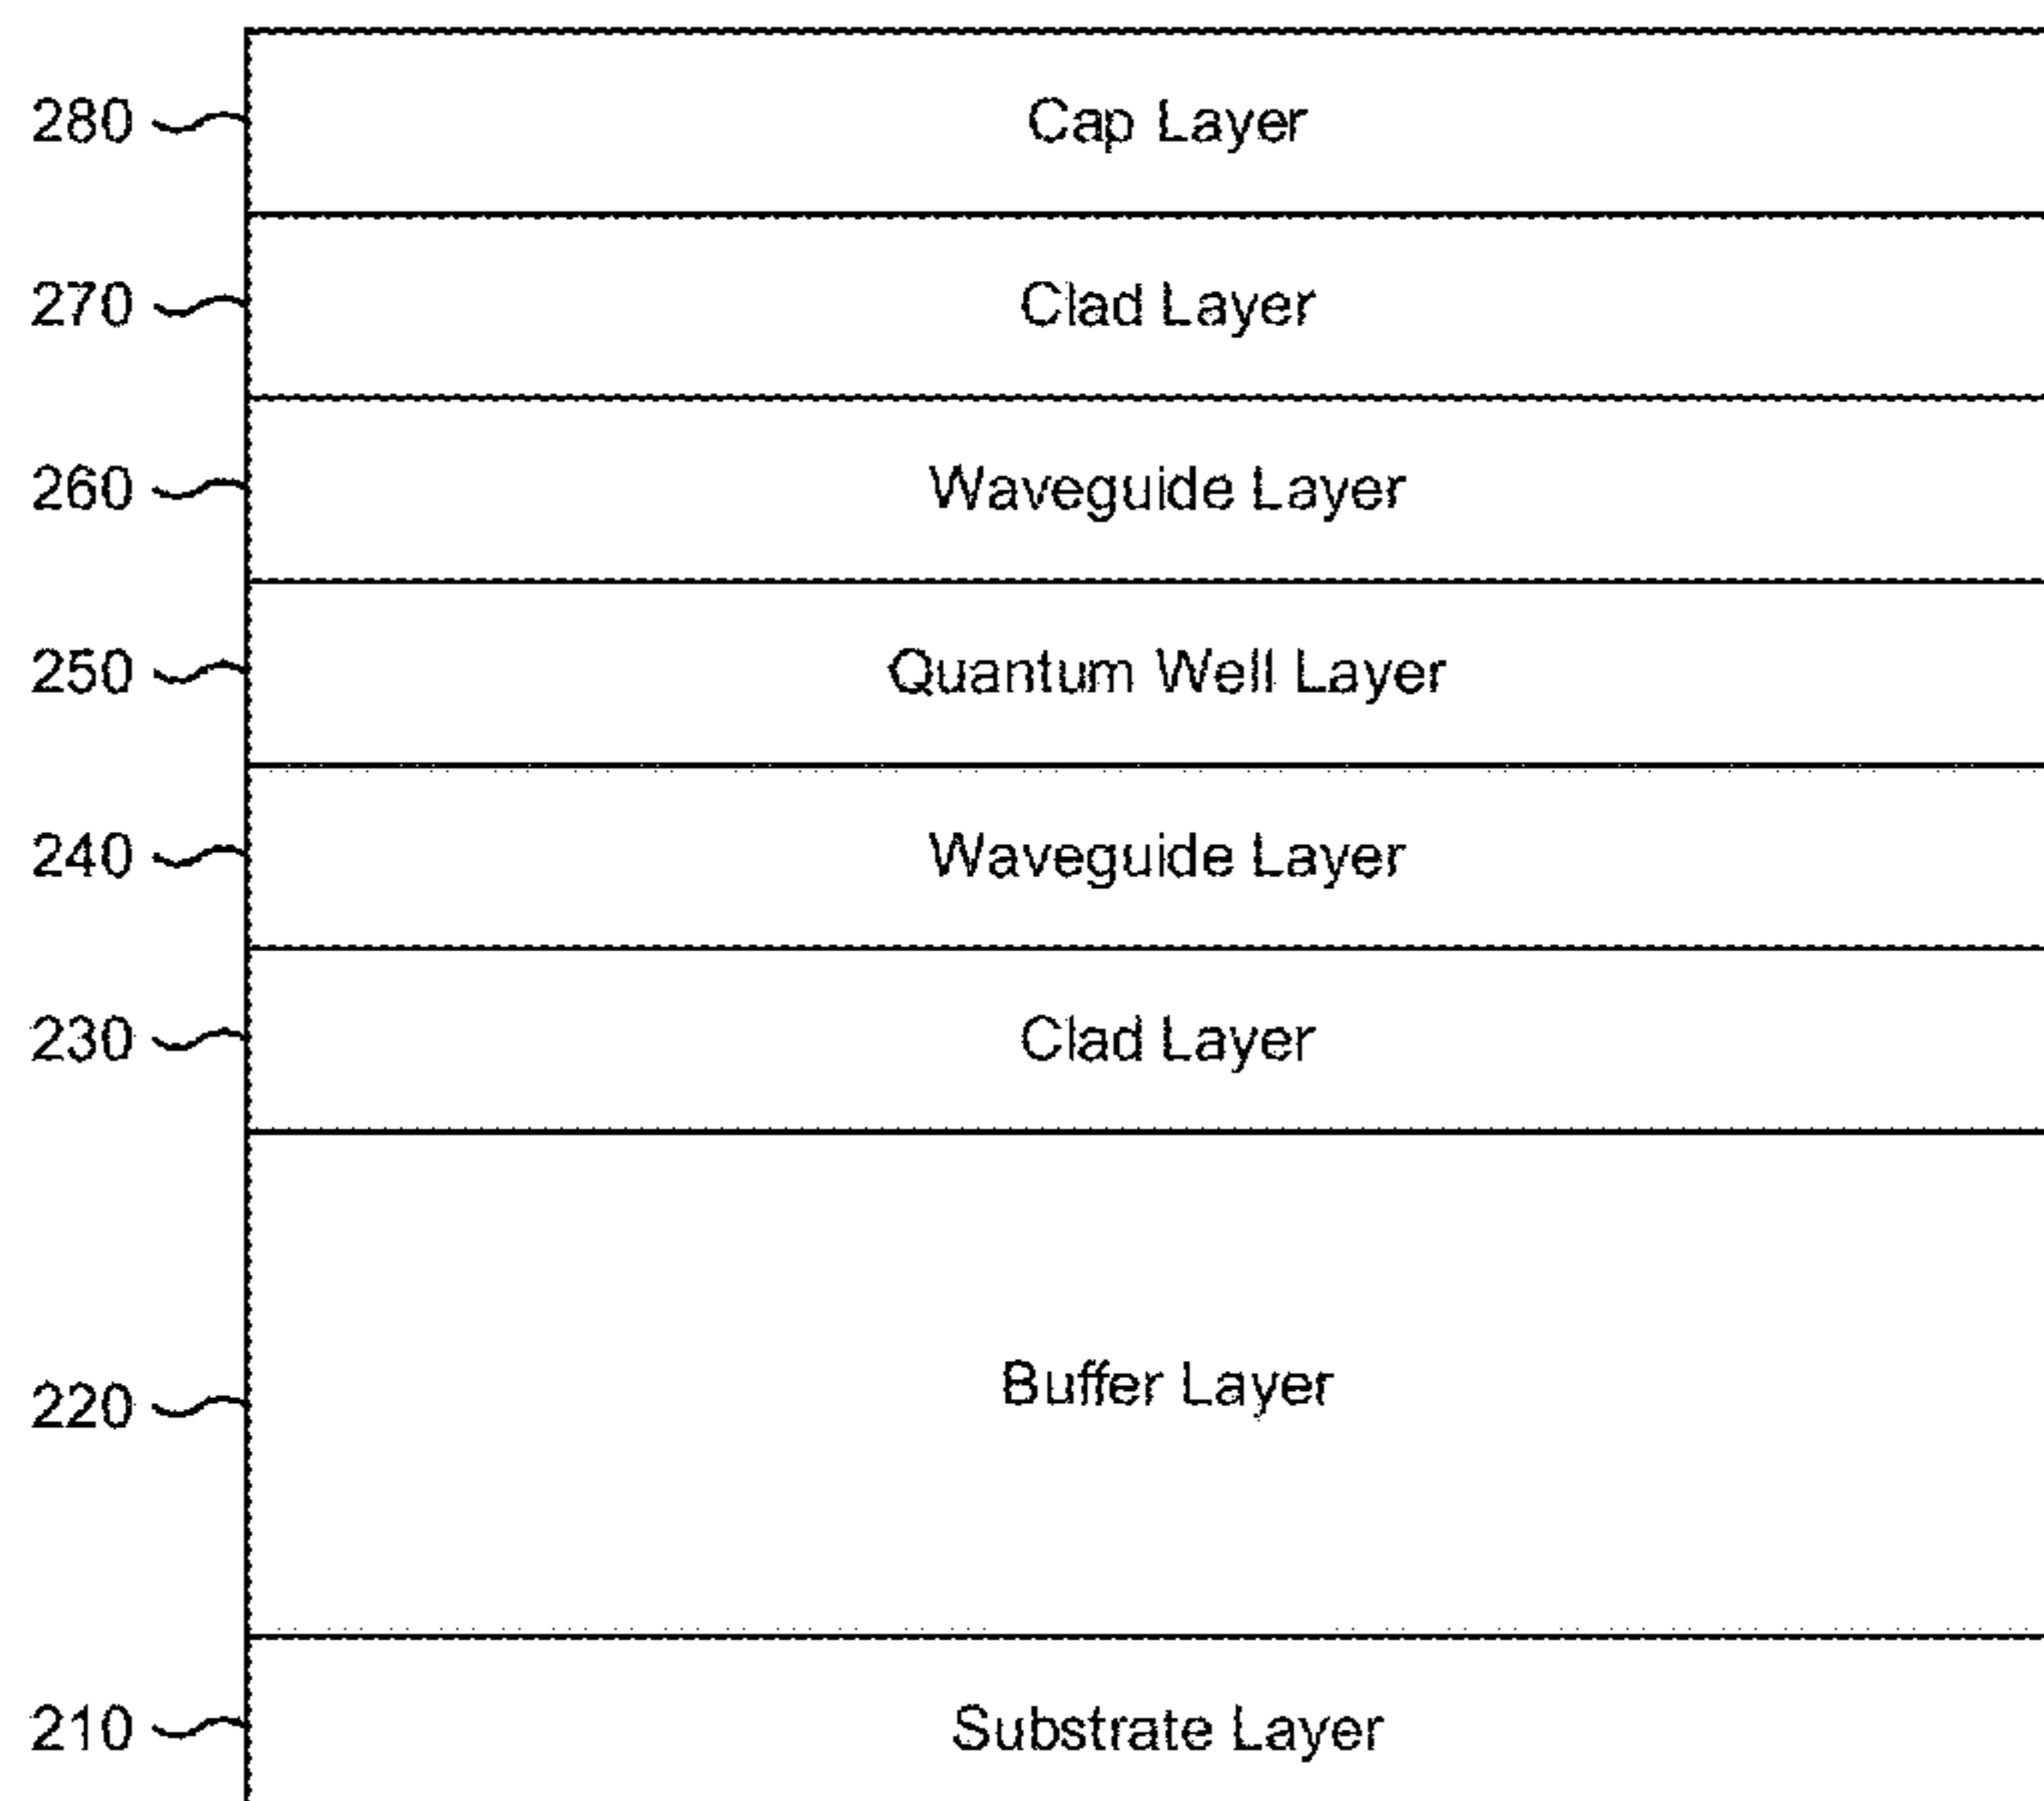 280 Cap Layer
270 Clad Layer
260 Waveguide Layer
250 Quantum Well Layer
240 Waveguide Layer
230 Clad Layer
220 Buffer Layer
210 Substrate Layer